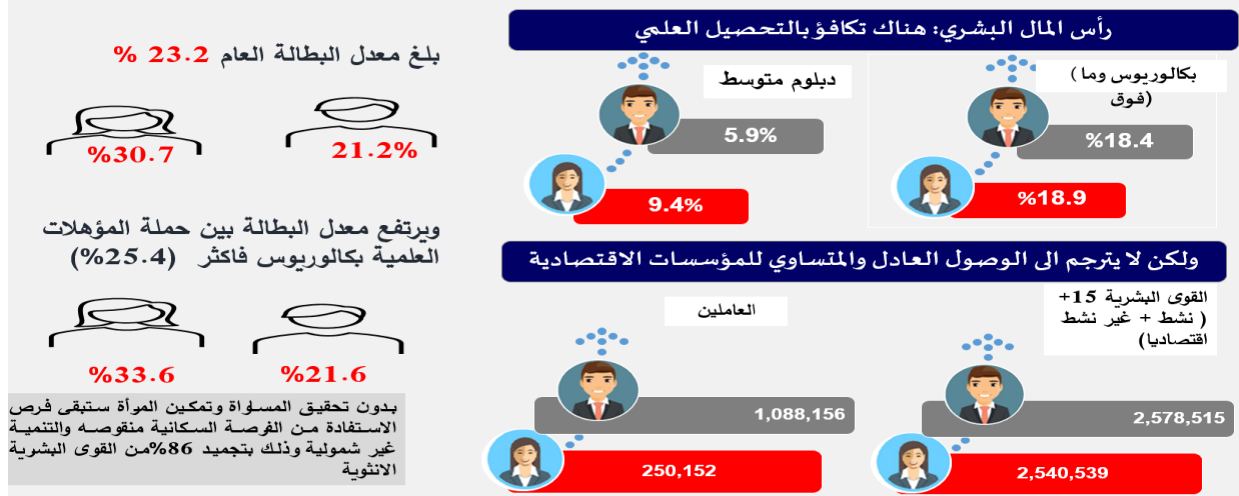 رأس المال البشري: هناك تكافؤ بالتحصيل العلمي
بكالوريوس وما )
(فوق
%18.4
%18.9
دبلوم متوسط
5.9%
9.4%
ولكن لا يترجم الى الوصول العادل والمتساوي للمؤسسات الاقتصادية
القوى البشرية 15+
( نشط + غير نشط
اقتصاديا)
2,578,515
2,540,539
العاملين
1,088,156
250,152
بلغ معدل البطالة العام 23.2 %
21.2%
%30.7
ويرتفع معدل البطالة بين حملة المؤهلات
العلمية بكالوريوس فاكثر (25.4%)
%21.6
%33.6
بدون تحقيق المساواة وتمكين المرأة ستبقى فرص
الاستفادة من الفرصة السكانية منقوصه والتنمية
غير شمولية وذلك بتجميد 86%من القوى البشرية
الانثوية